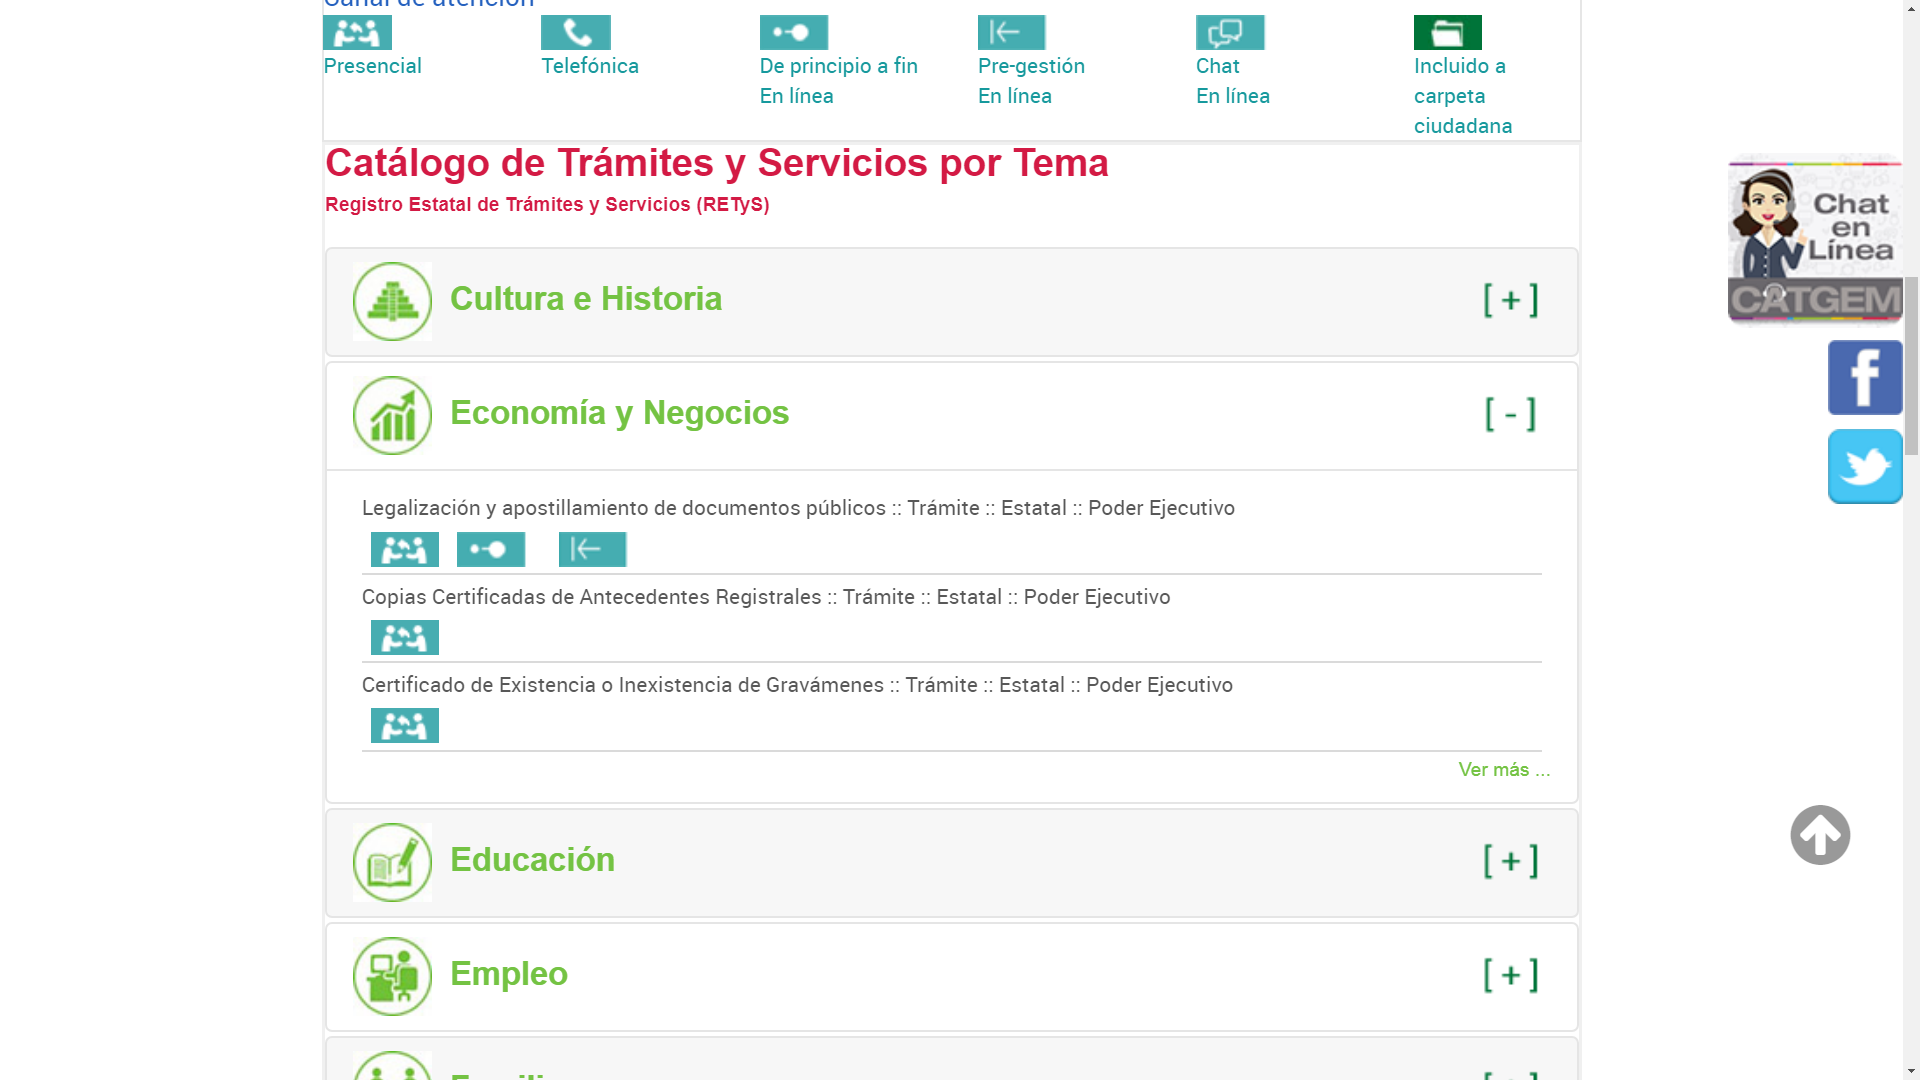 Canal de atención
Presencial
Telefónica
De principio a fin
En línea
Pre-gestión
En línea
Chat
En línea
Incluido a
carpeta
ciudadana
Catálogo de Trámites y Servicios por Tema
Registro Estatal de Trámites y Servicios (RETyS)
Chat
en
Línea
CATGEM
Cultura e Historia
[ + ]
Economía y Negocios
[ - ]
Legalización y apostillamiento de documentos públicos :: Trámite :: Estatal :: Poder Ejecutivo
Copias Certificadas de Antecedentes Registrales :: Trámite :: Estatal :: Poder Ejecutivo
Certificado de Existencia o Inexistencia de Gravámenes :: Trámite :: Estatal :: Poder Ejecutivo
Ver más ...
Educación
[ + ]
Empleo
[ + ]